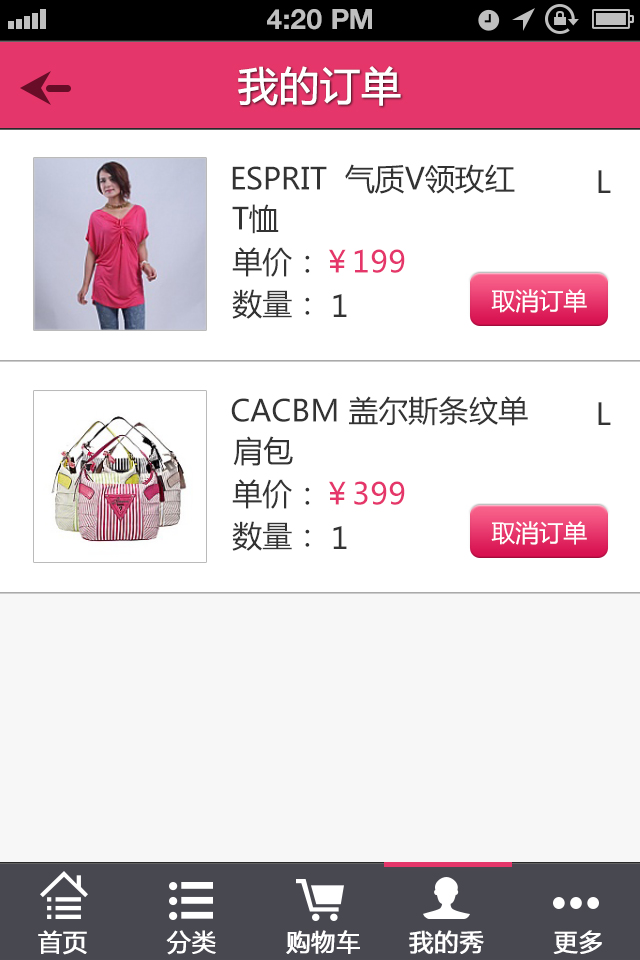 4:20 PM
我的订单
ESPRIT 气质V领玫红 L
T恤
单价：￥199
数量：1
取消订单
CACBM 盖尔斯条纹单 L
肩包
单价：￥399
数量：1
取消订单
首页 分类 购物车 我的秀 更多